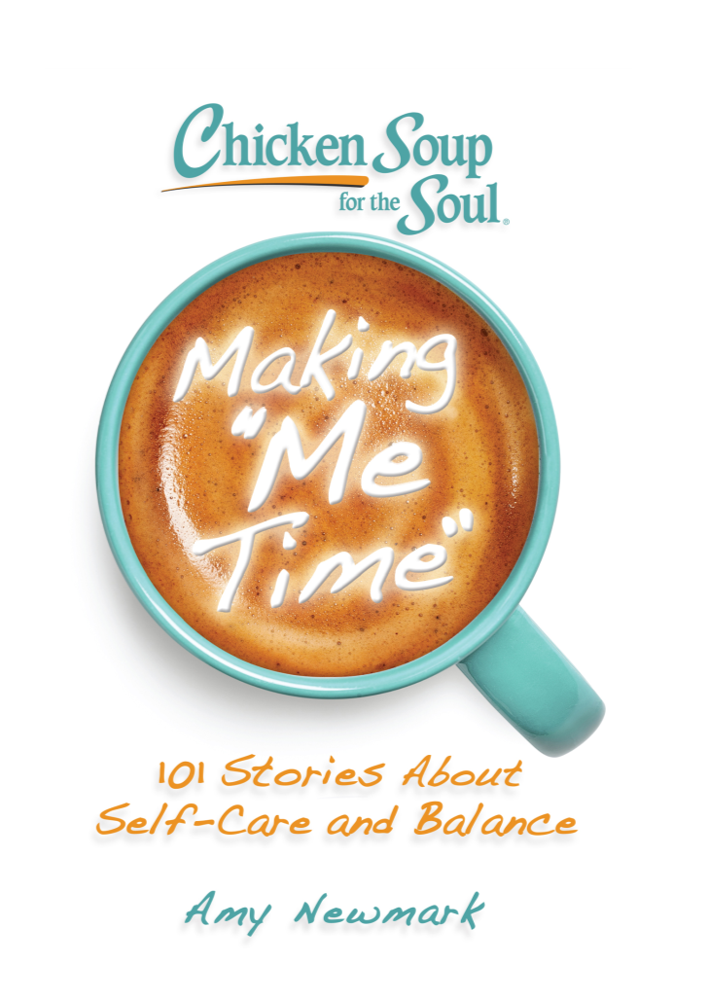 Chicken Soup
for the Soul®
Making
"Me
Time"
101 Stories About
Self-Care and Balance
Amy Newmark